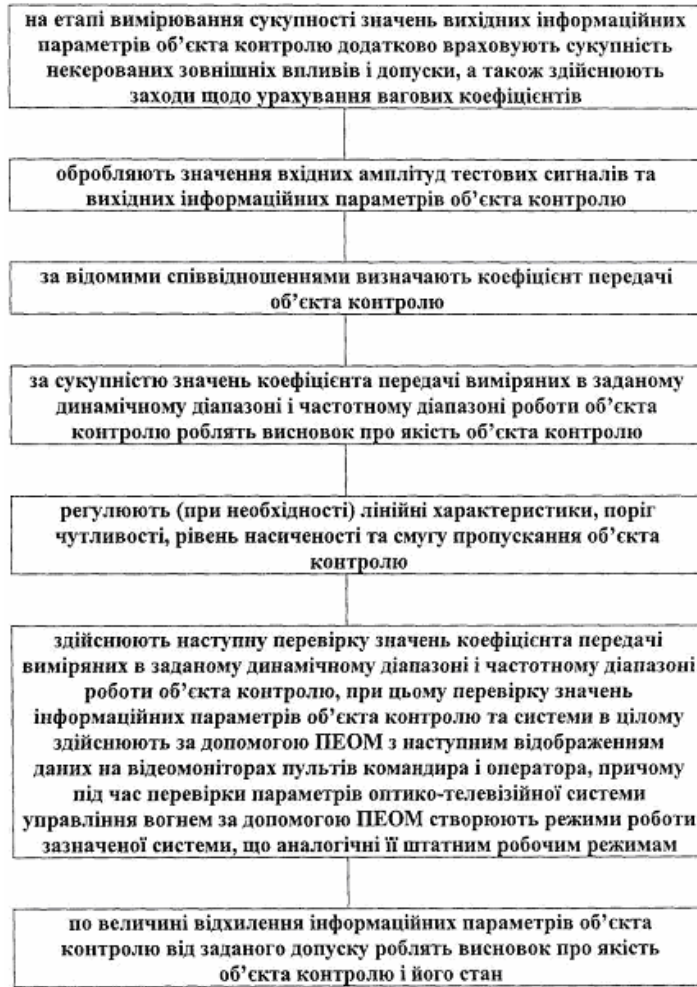 на етапі вимірювання сукупності значень вихідних інформаційних
параметрів об’єкта контролю додатково враховують сукупність
некерованих зовнішніх впливів і допуски, а також здійснюють
заходи щодо урахування вагових коефіцієнтів
обробляють значення вхідних амплітуд тестових сигналів та
вихідних інформаційних параметрів об’єкта контролю
за відомими співвідношеннями визначають коефіцієнт передачі
об’єкта контролю
за сукупністю значень коефіцієнта передачі виміряних в заданому
динамічному діапазоні і частотному діапазоні роботи об’єкта
контролю роблять висновок про якість об’єкта контролю
регулюють (при необхідності) лінійні характеристики, поріг
чутливості, рівень насиченості та смугу пропускання об’єкта
контролю
здійснюють наступну перевірку значень коефіцієнта передачі
виміряних в заданому динамічному діапазоні і частотному діапазоні
роботи об’єкта контролю, при цьому перевірку значень
інформаційних параметрів об’єкта контролю та системи в цілому
здійснюють за допомогою ПЕОМ з наступним відображенням
даних на відеомоніторах пультів командира і оператора, причому
під час перевірки параметрів оптико-телевізійної системи
управління вогнем за допомогою ПЕОМ створюють режими роботи
зазначеної системи, що аналогічні її штатним робочим режимам
по величині відхилення інформаційних параметрів об’єкта
контролю від заданого допуску роблять висновок про якість
об’єкта контролю і його стан